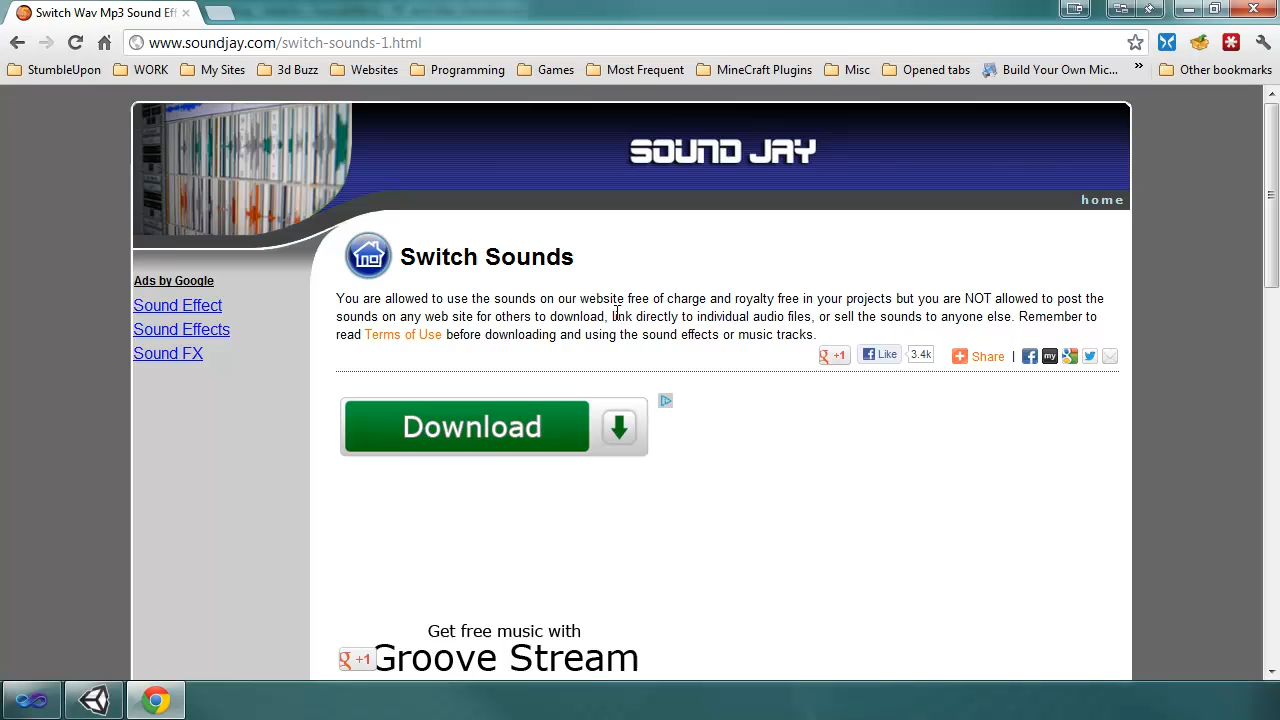 Switch Wav Mp3 Sound Eff
www.soundjay.com/switch-sounds-1.html
StumbleUpon WORK My Sites 3d Buzz Websites Programming Games Most Frequent MineCraft Plugins Misc Opened tabs Build Your Own Mic... » Other bookmarks
SOUND JAY
home
Switch Sounds
Ads by Google
Sound Effect
Sound Effects
Sound FX
You are allowed to use the sounds on our website free of charge and royalty free in your projects but you are NOT allowed to post the
sounds on any web site for others to download, link directly to individual audio files, or sell the sounds to anyone else. Remember to
read Terms of Use before downloading and using the sound effects or music tracks.
g +1 Like 3.4k Share | my
Download
Get free music with
g +1 Groove Stream